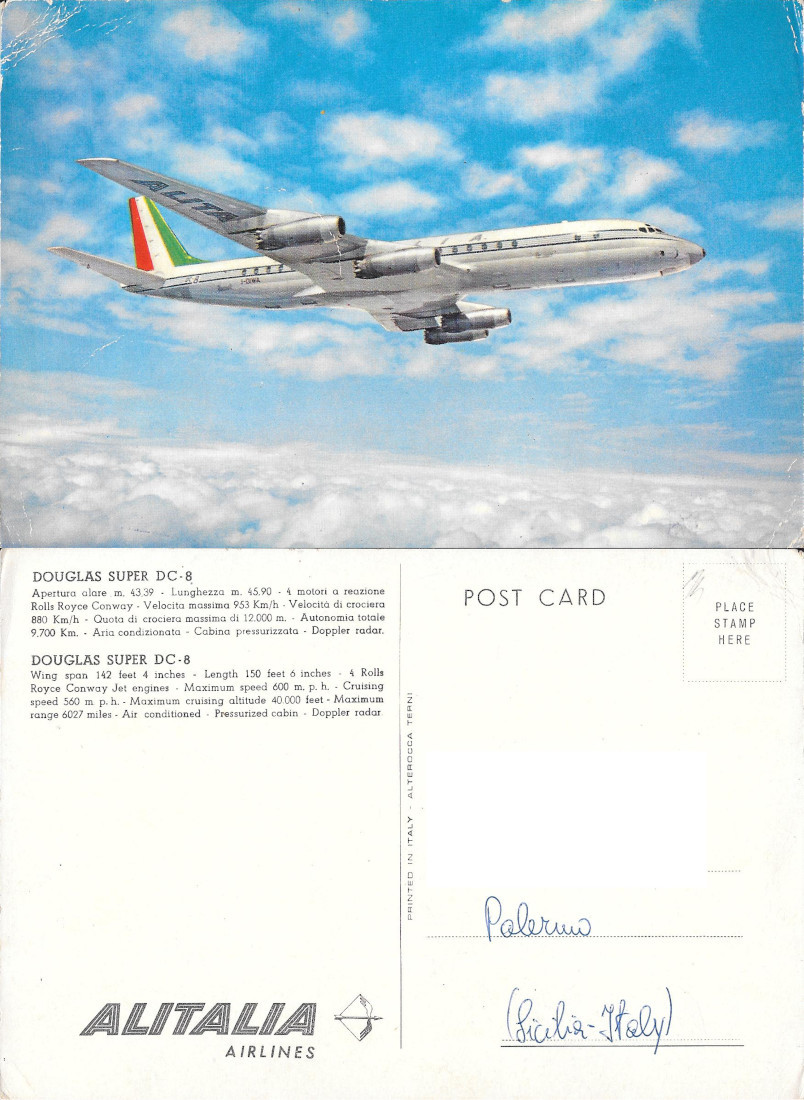 ALITA
I-DIWA
DOUGLAS SUPER DC-8
Apertura alare m. 43,39 - Lunghezza m. 45,90 - 4 motori a reazione
Rolls Royce Conway - Velocita massima 953 Km/h - Velocità di crociera
880 Km/h - Quota di crociera massima di 12.000 m. - Autonomia totale
9.700 Km. - Aria condizionata - Cabina pressurizzata - Doppler radar.
DOUGLAS SUPER DC-8
Wing span 142 feet 4 inches - Length 150 feet 6 inches - 4 Rolls
Royce Conway Jet engines - Maximum speed 600 m. p. h. - Cruising
speed 560 m. p. h. - Maximum cruising altitude 40.000 feet - Maximum
range 6027 miles - Air conditioned - Pressurized cabin - Doppler radar
ALITALIA
AIRLINES
PRINTED IN ITALY - ALTEROCCA TERNI
POST CARD
PLACE
STAMP
HERE
Palermo
(Sicilia-Italy)